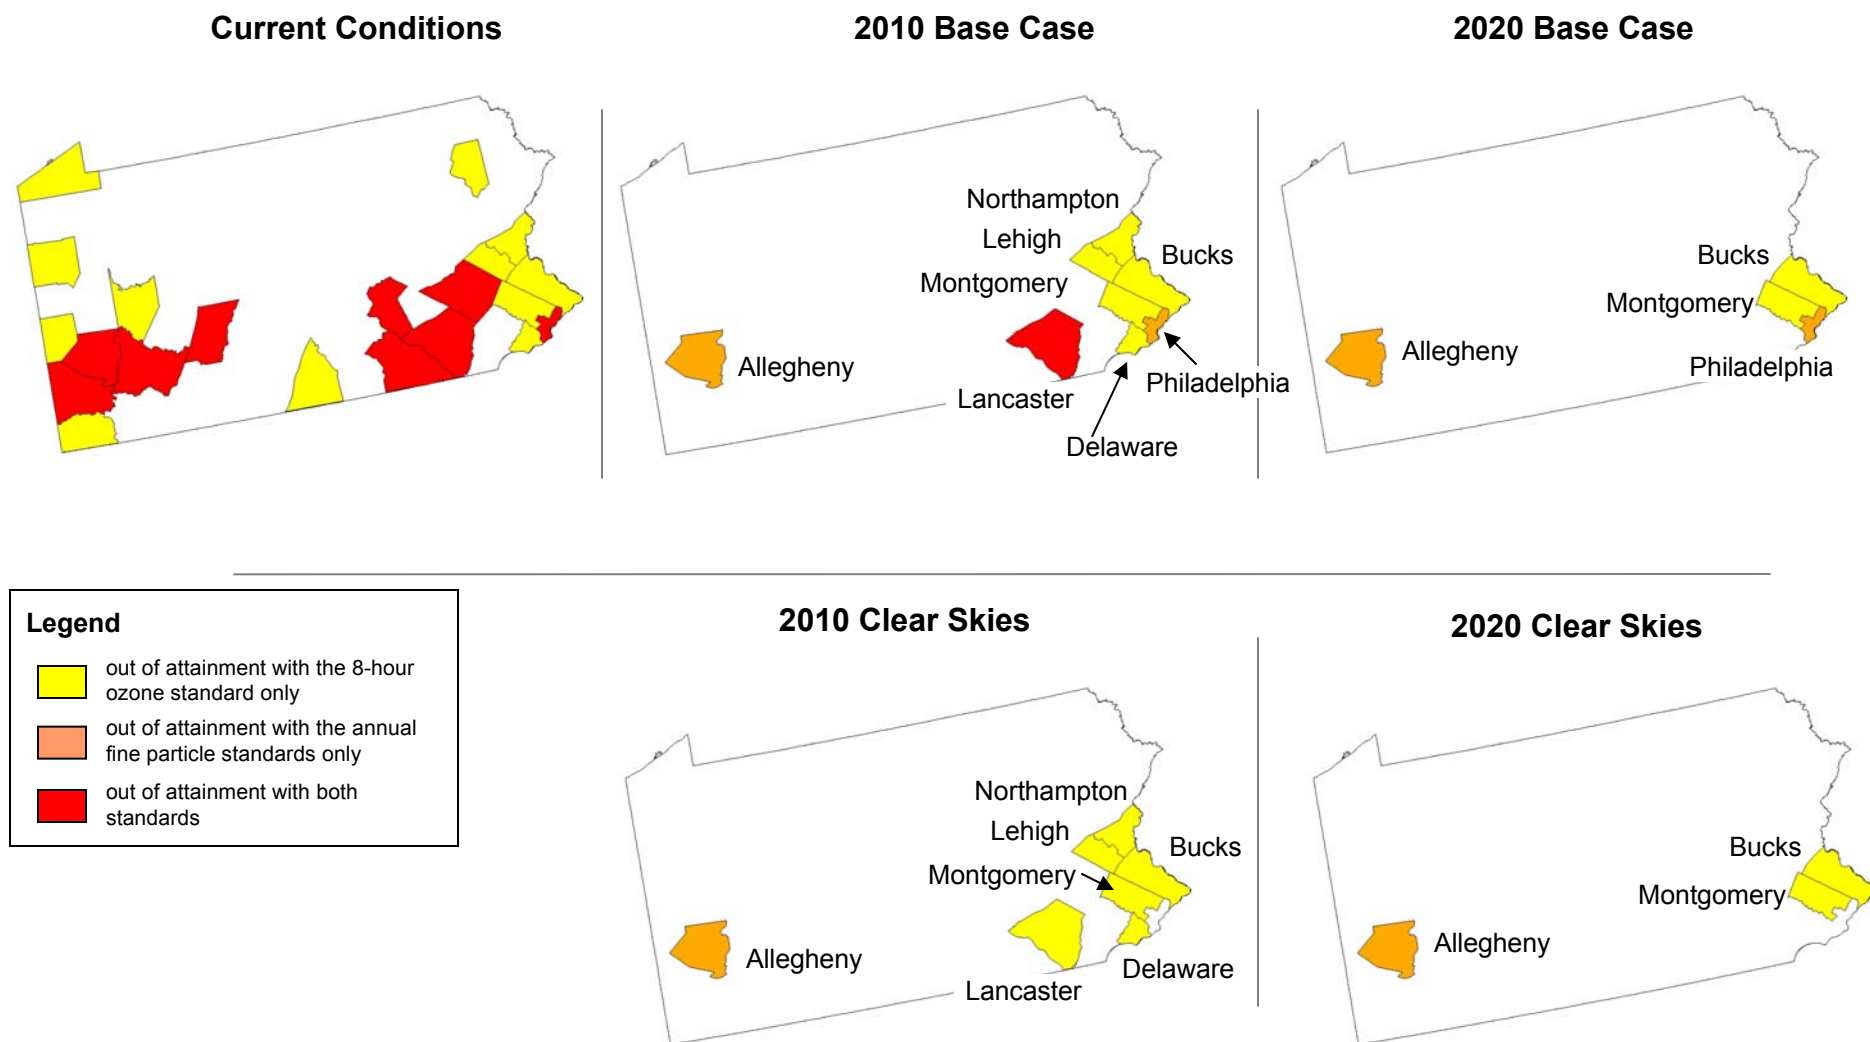 Current Conditions
2010 Base Case
2020 Base Case
Northampton
Lehigh
Bucks
Montgomery
Allegheny
Lancaster
Philadelphia
Delaware
Bucks
Montgomery
Allegheny
Philadelphia
Legend
out of attainment with the 8-hour
ozone standard only
out of attainment with the annual
fine particle standards only
out of attainment with both
standards
2010 Clear Skies
2020 Clear Skies
Northampton
Lehigh
Bucks
Montgomery
Allegheny
Delaware
Lancaster
Bucks
Montgomery
Allegheny